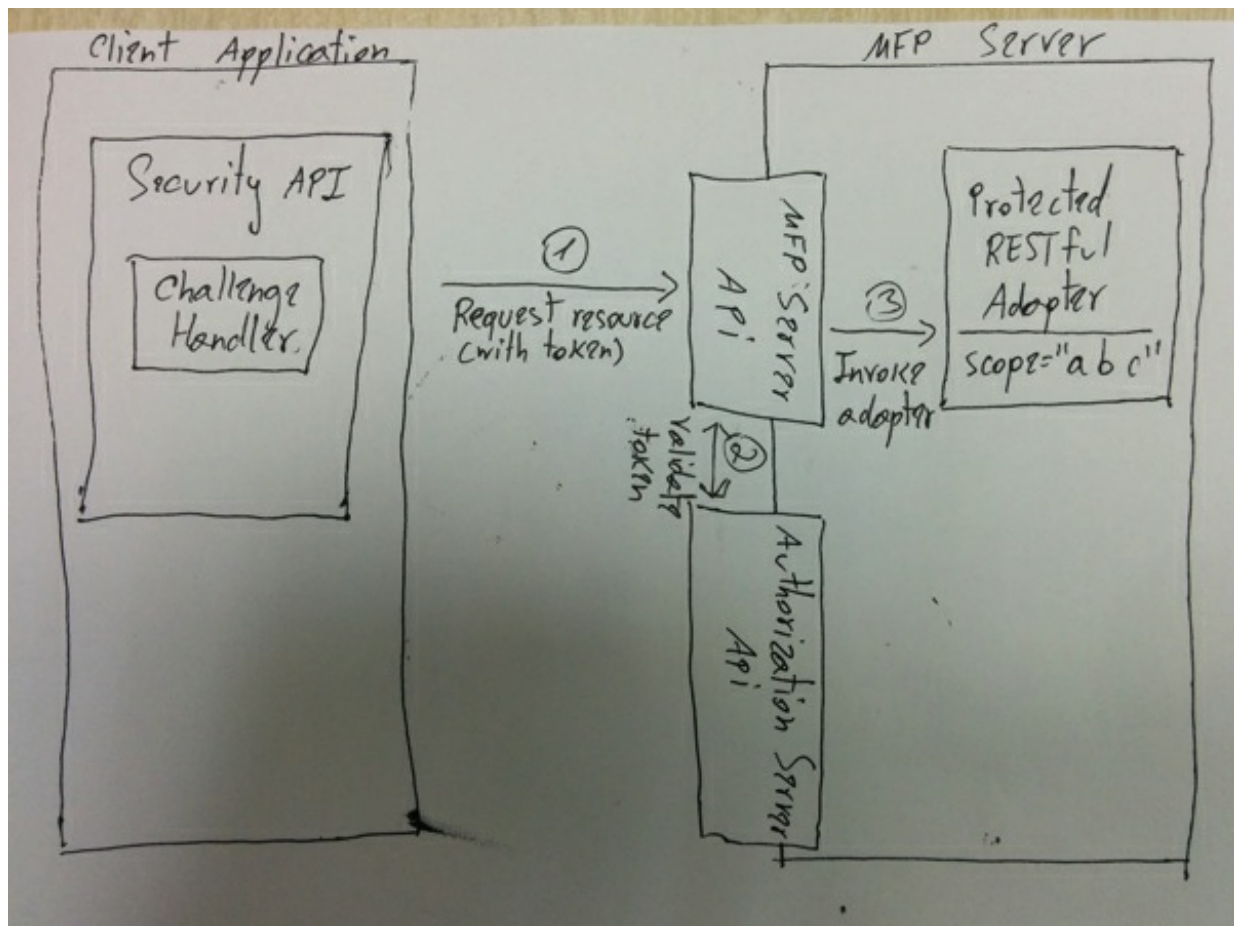 Client Application
MFP Server
Security API
Challenge
Handler.
①
Request resource
(with token)
MFP Server
API
②
Validate
token
③
Invoke
adapter
Protected
RESTful
Adapter
scope="a b c"
Authorization Server
Api